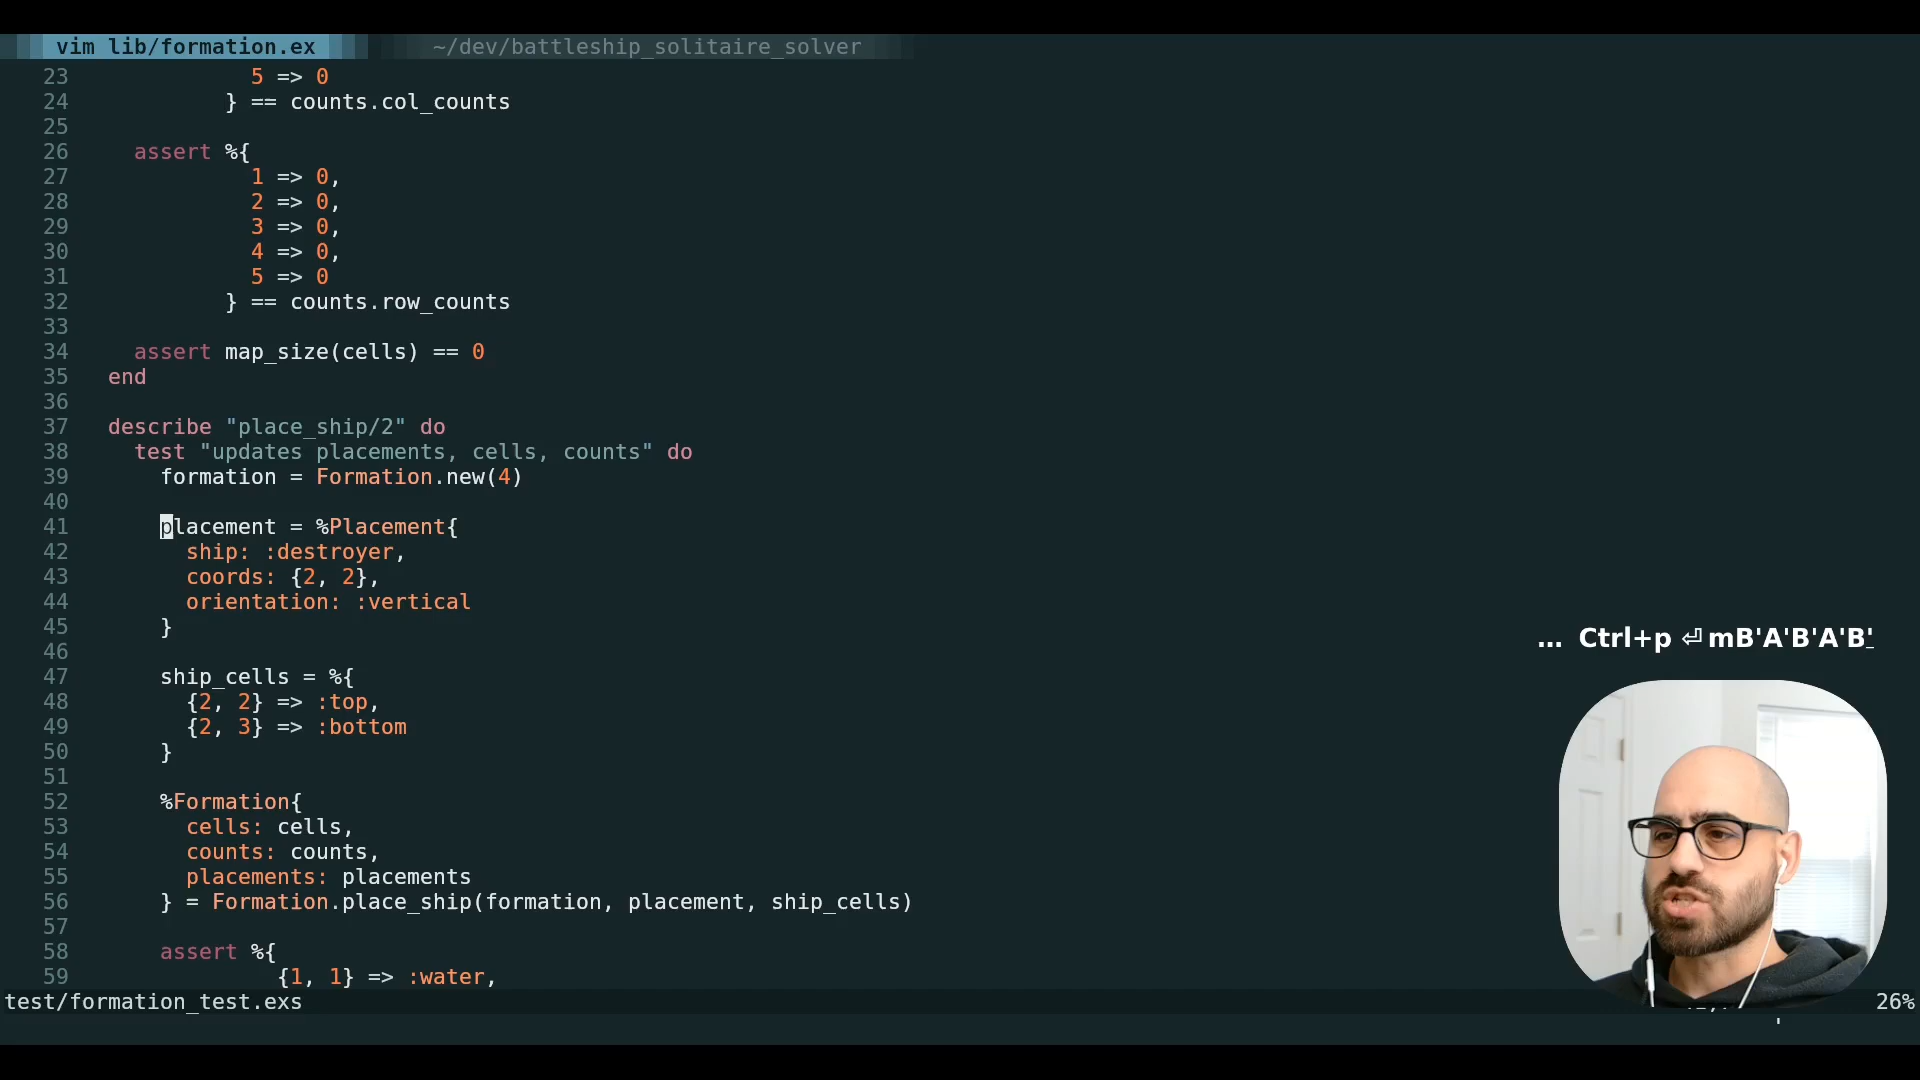 vim lib/formation.ex ~/dev/battleship_solitaire_solver
23 5 => 0
24 } == counts.col_counts
25
26 assert %{
27 1 => 0,
28 2 => 0,
29 3 => 0,
30 4 => 0,
31 5 => 0
32 } == counts.row_counts
33
34 assert map_size(cells) == 0
35 end
36
37 describe "place_ship/2" do
38 test "updates placements, cells, counts" do
39 formation = Formation.new(4)
40
41 placement = %Placement{
42 ship: :destroyer,
43 coords: {2, 2},
44 orientation: :vertical
45 }
46
47 ship_cells = %{
48 {2, 2} => :top,
49 {2, 3} => :bottom
50 }
51
52 %Formation{
53 cells: cells,
54 counts: counts,
55 placements: placements
56 } = Formation.place_ship(formation, placement, ship_cells)
57
58 assert %{
59 {1, 1} => :water,
… Ctrl+p ⏎ mB'A'B'A'B'
test/formation_test.exs 26%